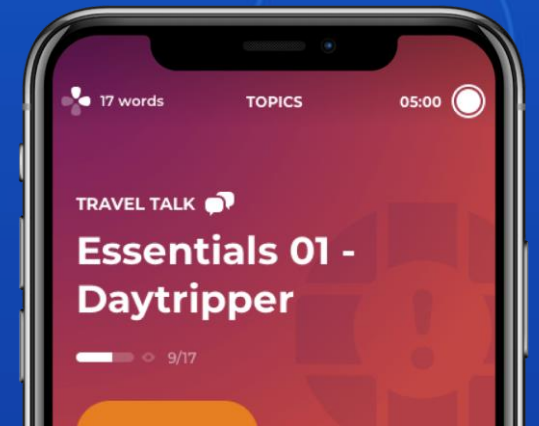 17 words
TOPICS
05:00
TRAVEL TALK
Essentials 01 -
Daytripper
9/17